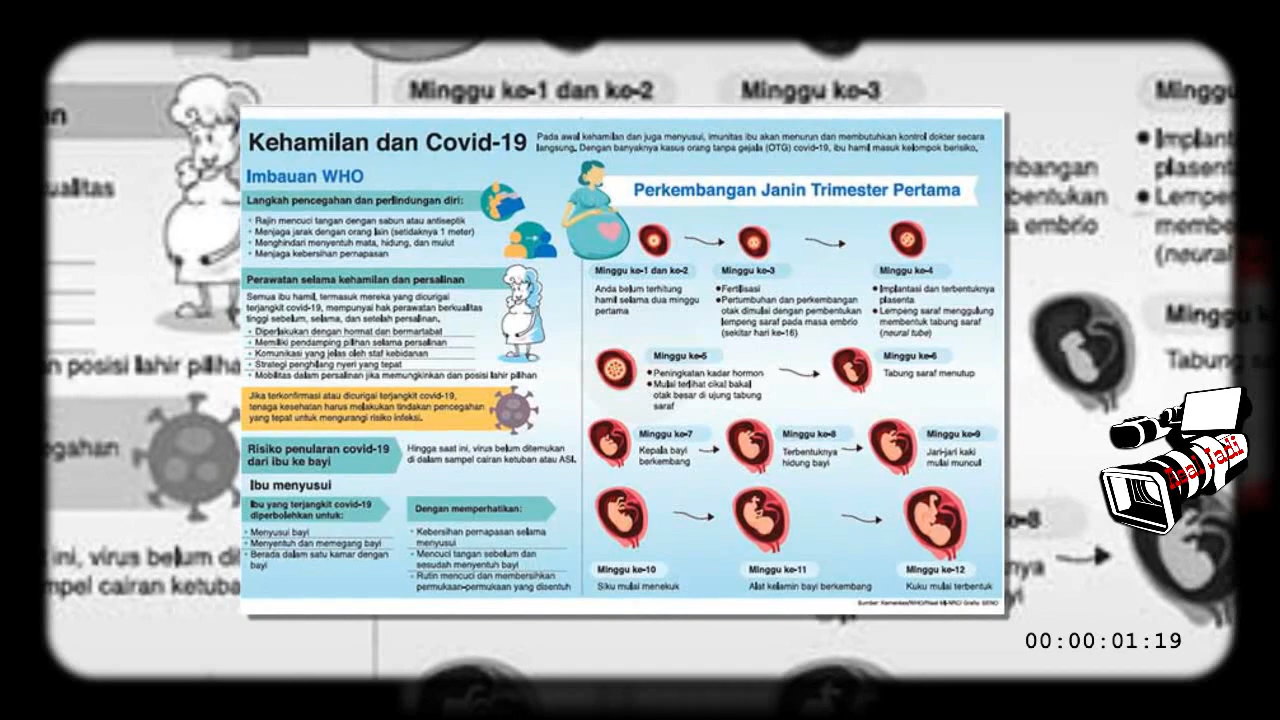 Kehamilan dan Covid-19
Pada awal kehamilan dan juga menyusui, imunitas ibu akan menurun dan membutuhkan kontrol dokter secara
langsung. Dengan banyaknya kasus orang tanpa gejala (OTG) covid-19, ibu hamil masuk kelompok berisiko.
Imbauan WHO
Langkah pencegahan dan perlindungan diri:
• Rajin mencuci tangan dengan sabun atau antiseptik
• Menjaga jarak dengan orang lain (setidaknya 1 meter)
• Menghindari menyentuh mata, hidung, dan mulut
• Menjaga kebersihan pernapasan
Perawatan selama kehamilan dan persalinan
Semua ibu hamil, termasuk mereka yang dicurigai
terjangkit covid-19, mempunyai hak perawatan berkualitas
tinggi sebelum, selama, dan setelah persalinan.
• Diperlakukan dengan hormat dan bermartabat
• Memiliki pendamping pilihan selama persalinan
• Komunikasi yang jelas oleh staf kebidanan
• Strategi penghilang nyeri yang tepat
• Mobilitas dalam persalinan jika memungkinkan dan posisi lahir pilihan
Jika terkonfirmasi atau dicurigai terjangkit covid-19,
tenaga kesehatan harus melakukan tindakan pencegahan
yang tepat untuk mengurangi risiko infeksi.
Risiko penularan covid-19
dari ibu ke bayi
Hingga saat ini, virus belum ditemukan
di dalam sampel cairan ketuban atau ASI.
Ibu menyusui
Ibu yang terjangkit covid-19
diperbolehkan untuk:
• Menyusui bayi
• Menyentuh dan memegang bayi
• Berada dalam satu kamar dengan
bayi
Dengan memperhatikan:
• Kebersihan pernapasan selama
menyusui
• Mencuci tangan sebelum dan
sesudah menyentuh bayi
• Rutin mencuci dan membersihkan
permukaan-permukaan yang disentuh
Perkembangan Janin Trimester Pertama
Minggu ke-1 dan ke-2
Anda belum terhitung
hamil selama dua minggu
pertama
Minggu ke-3
• Fertilisasi
• Pertumbuhan dan perkembangan
otak dimulai dengan pembentukan
lempeng saraf pada masa embrio
(sekitar hari ke-16)
Minggu ke-4
• Implantasi dan terbentuknya
plasenta
• Lempeng saraf menggulung
membentuk tabung saraf
(neural tube)
Minggu ke-5
• Peningkatan kadar hormon
• Mulai terlihat cikal bakal
otak besar di ujung tabung
saraf
Minggu ke-6
Tabung saraf menutup
Minggu ke-7
Kepala bayi
berkembang
Minggu ke-8
Terbentuknya
hidung bayi
Minggu ke-9
Jari-jari kaki
mulai muncul
Minggu ke-10
Siku mulai menekuk
Minggu ke-11
Alat kelamin bayi berkembang
Minggu ke-12
Kuku mulai terbentuk
Minggu ke-1 dan ke-2
Minggu ke-3
00:00:01:19